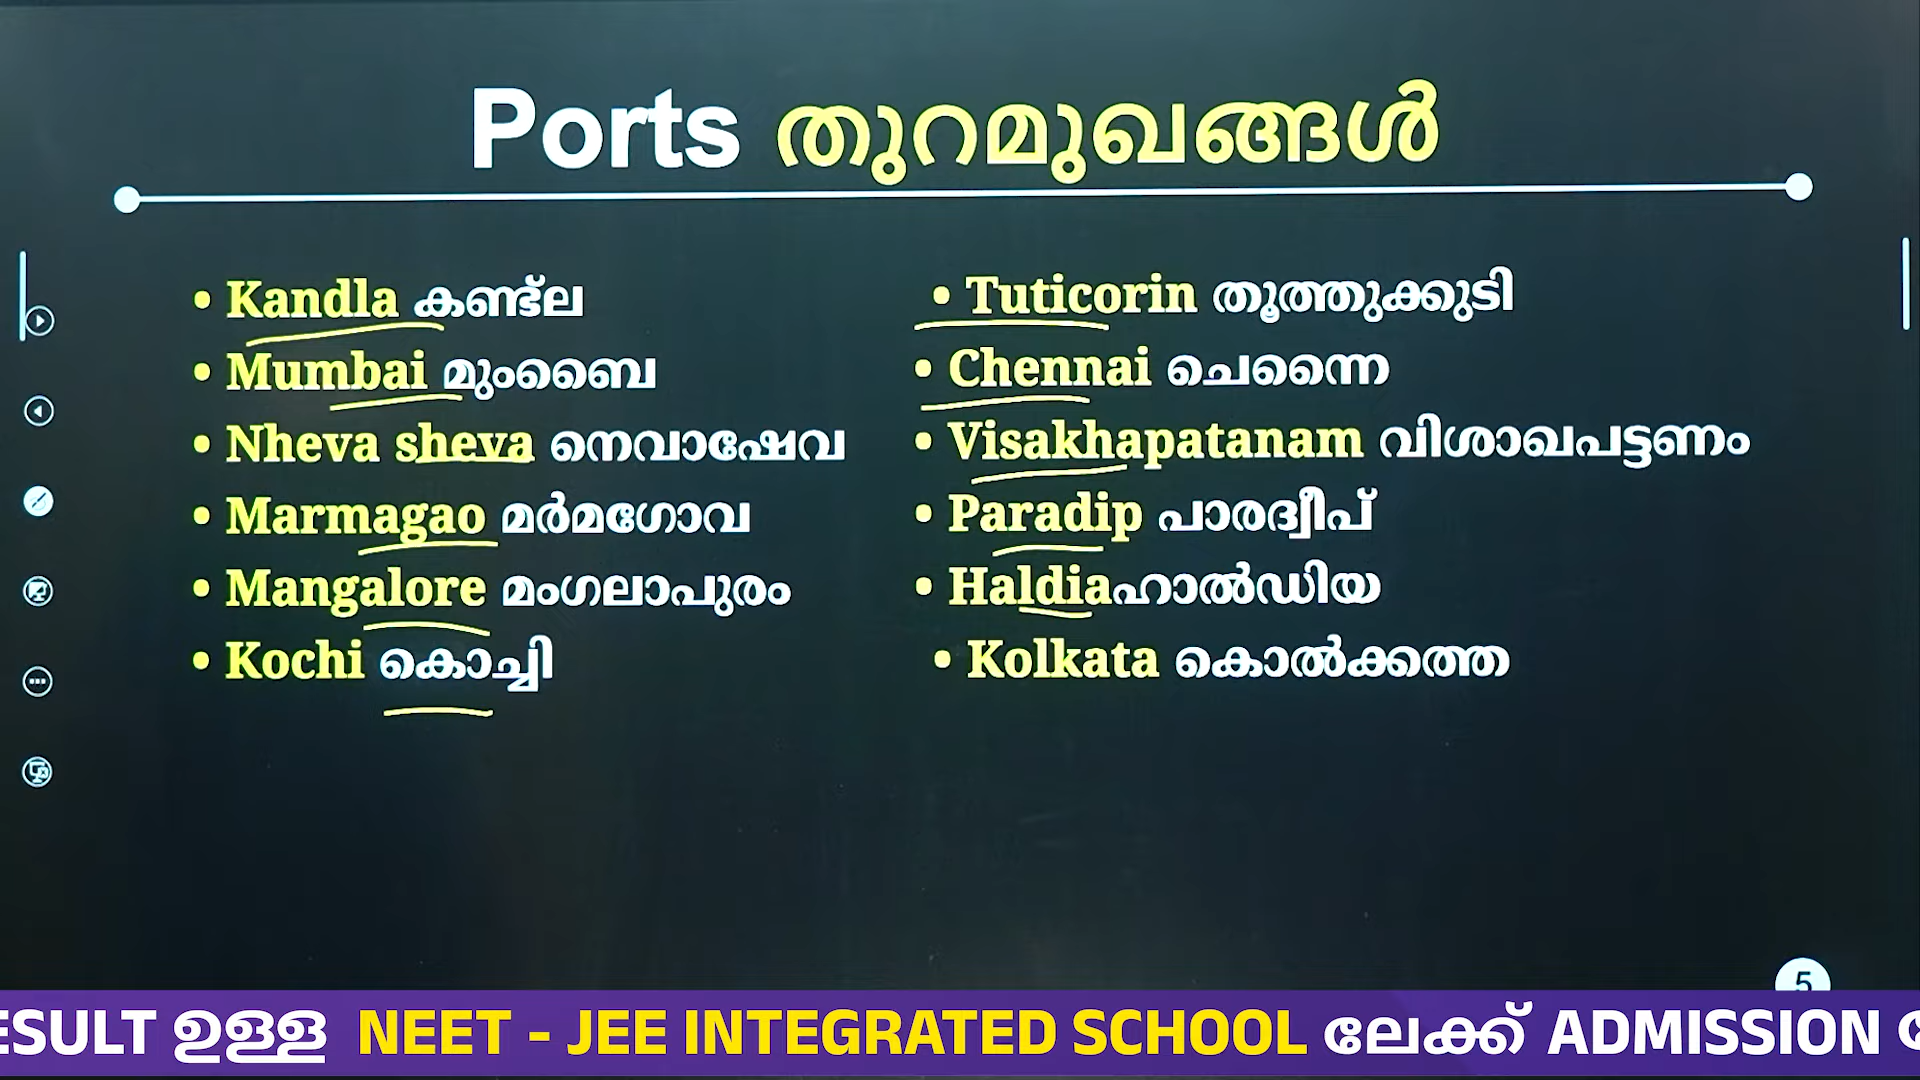 Ports തുറമുഖങ്ങൾ
• Kandla കണ്ട്ല
• Mumbai മുംബൈ
• Nheva sheva നെവാഷേവ
• Marmagao മർമഗോവ
• Mangalore മംഗലാപുരം
• Kochi കൊച്ചി
• Tuticorin തൂത്തുക്കുടി
• Chennai ചെന്നൈ
• Visakhapatanam വിശാഖപട്ടണം
• Paradip പാരദ്വീപ്
• Haldiaഹാൽഡിയ
• Kolkata കൊൽക്കത്ത
5
ESULT ഉള്ള NEET - JEE INTEGRATED SCHOOL ലേക്ക് ADMISSION